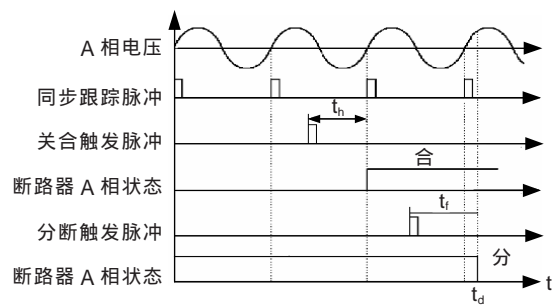 A 相电压
同步跟踪脉冲
t_h
关合触发脉冲
合
断路器 A 相状态
t_f
分断触发脉冲
分
断路器 A 相状态
t
t_d